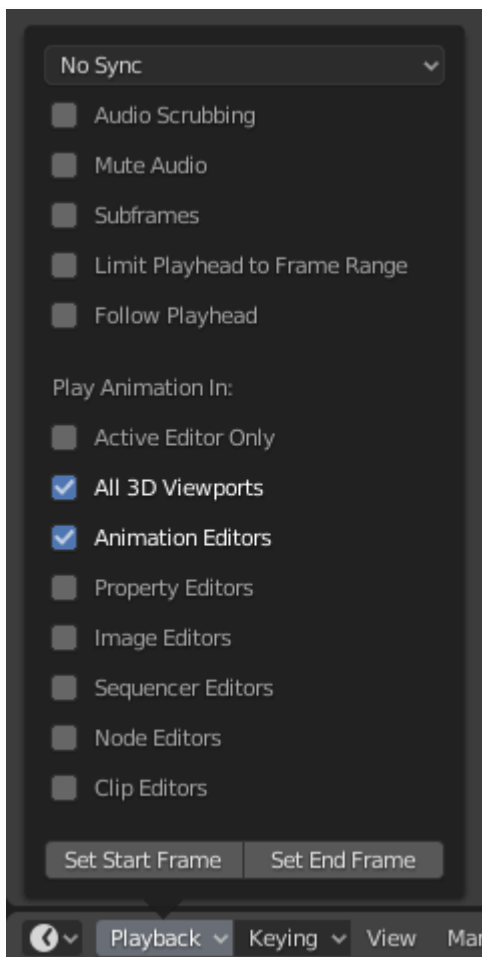 No Sync
Audio Scrubbing
Mute Audio
Subframes
Limit Playhead to Frame Range
Follow Playhead
Play Animation In:
Active Editor Only
All 3D Viewports
Animation Editors
Property Editors
Image Editors
Sequencer Editors
Node Editors
Clip Editors
Set Start Frame Set End Frame
Playback Keying View Mar